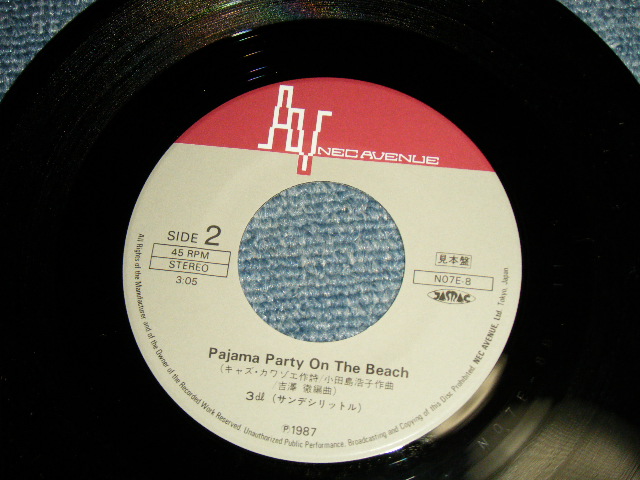 AV
NEC AVENUE
SIDE 2
45 RPM
STEREO
3:05
見本盤
N07E-8
JASRAC
Pajama Party On The Beach
(キャズ・カワゾエ作詩/小田島浩子作曲
/吉澤 徹編曲)
3dl (サンデシリットル)
℗1987
All Rights of the Manufacturer and of the Owner of the Recorded Work Reserved Unauthorized Public Performance, Broadcasting and Copying of this Disc Prohibited NEC AVENUE, Ltd. Tokyo, Japan